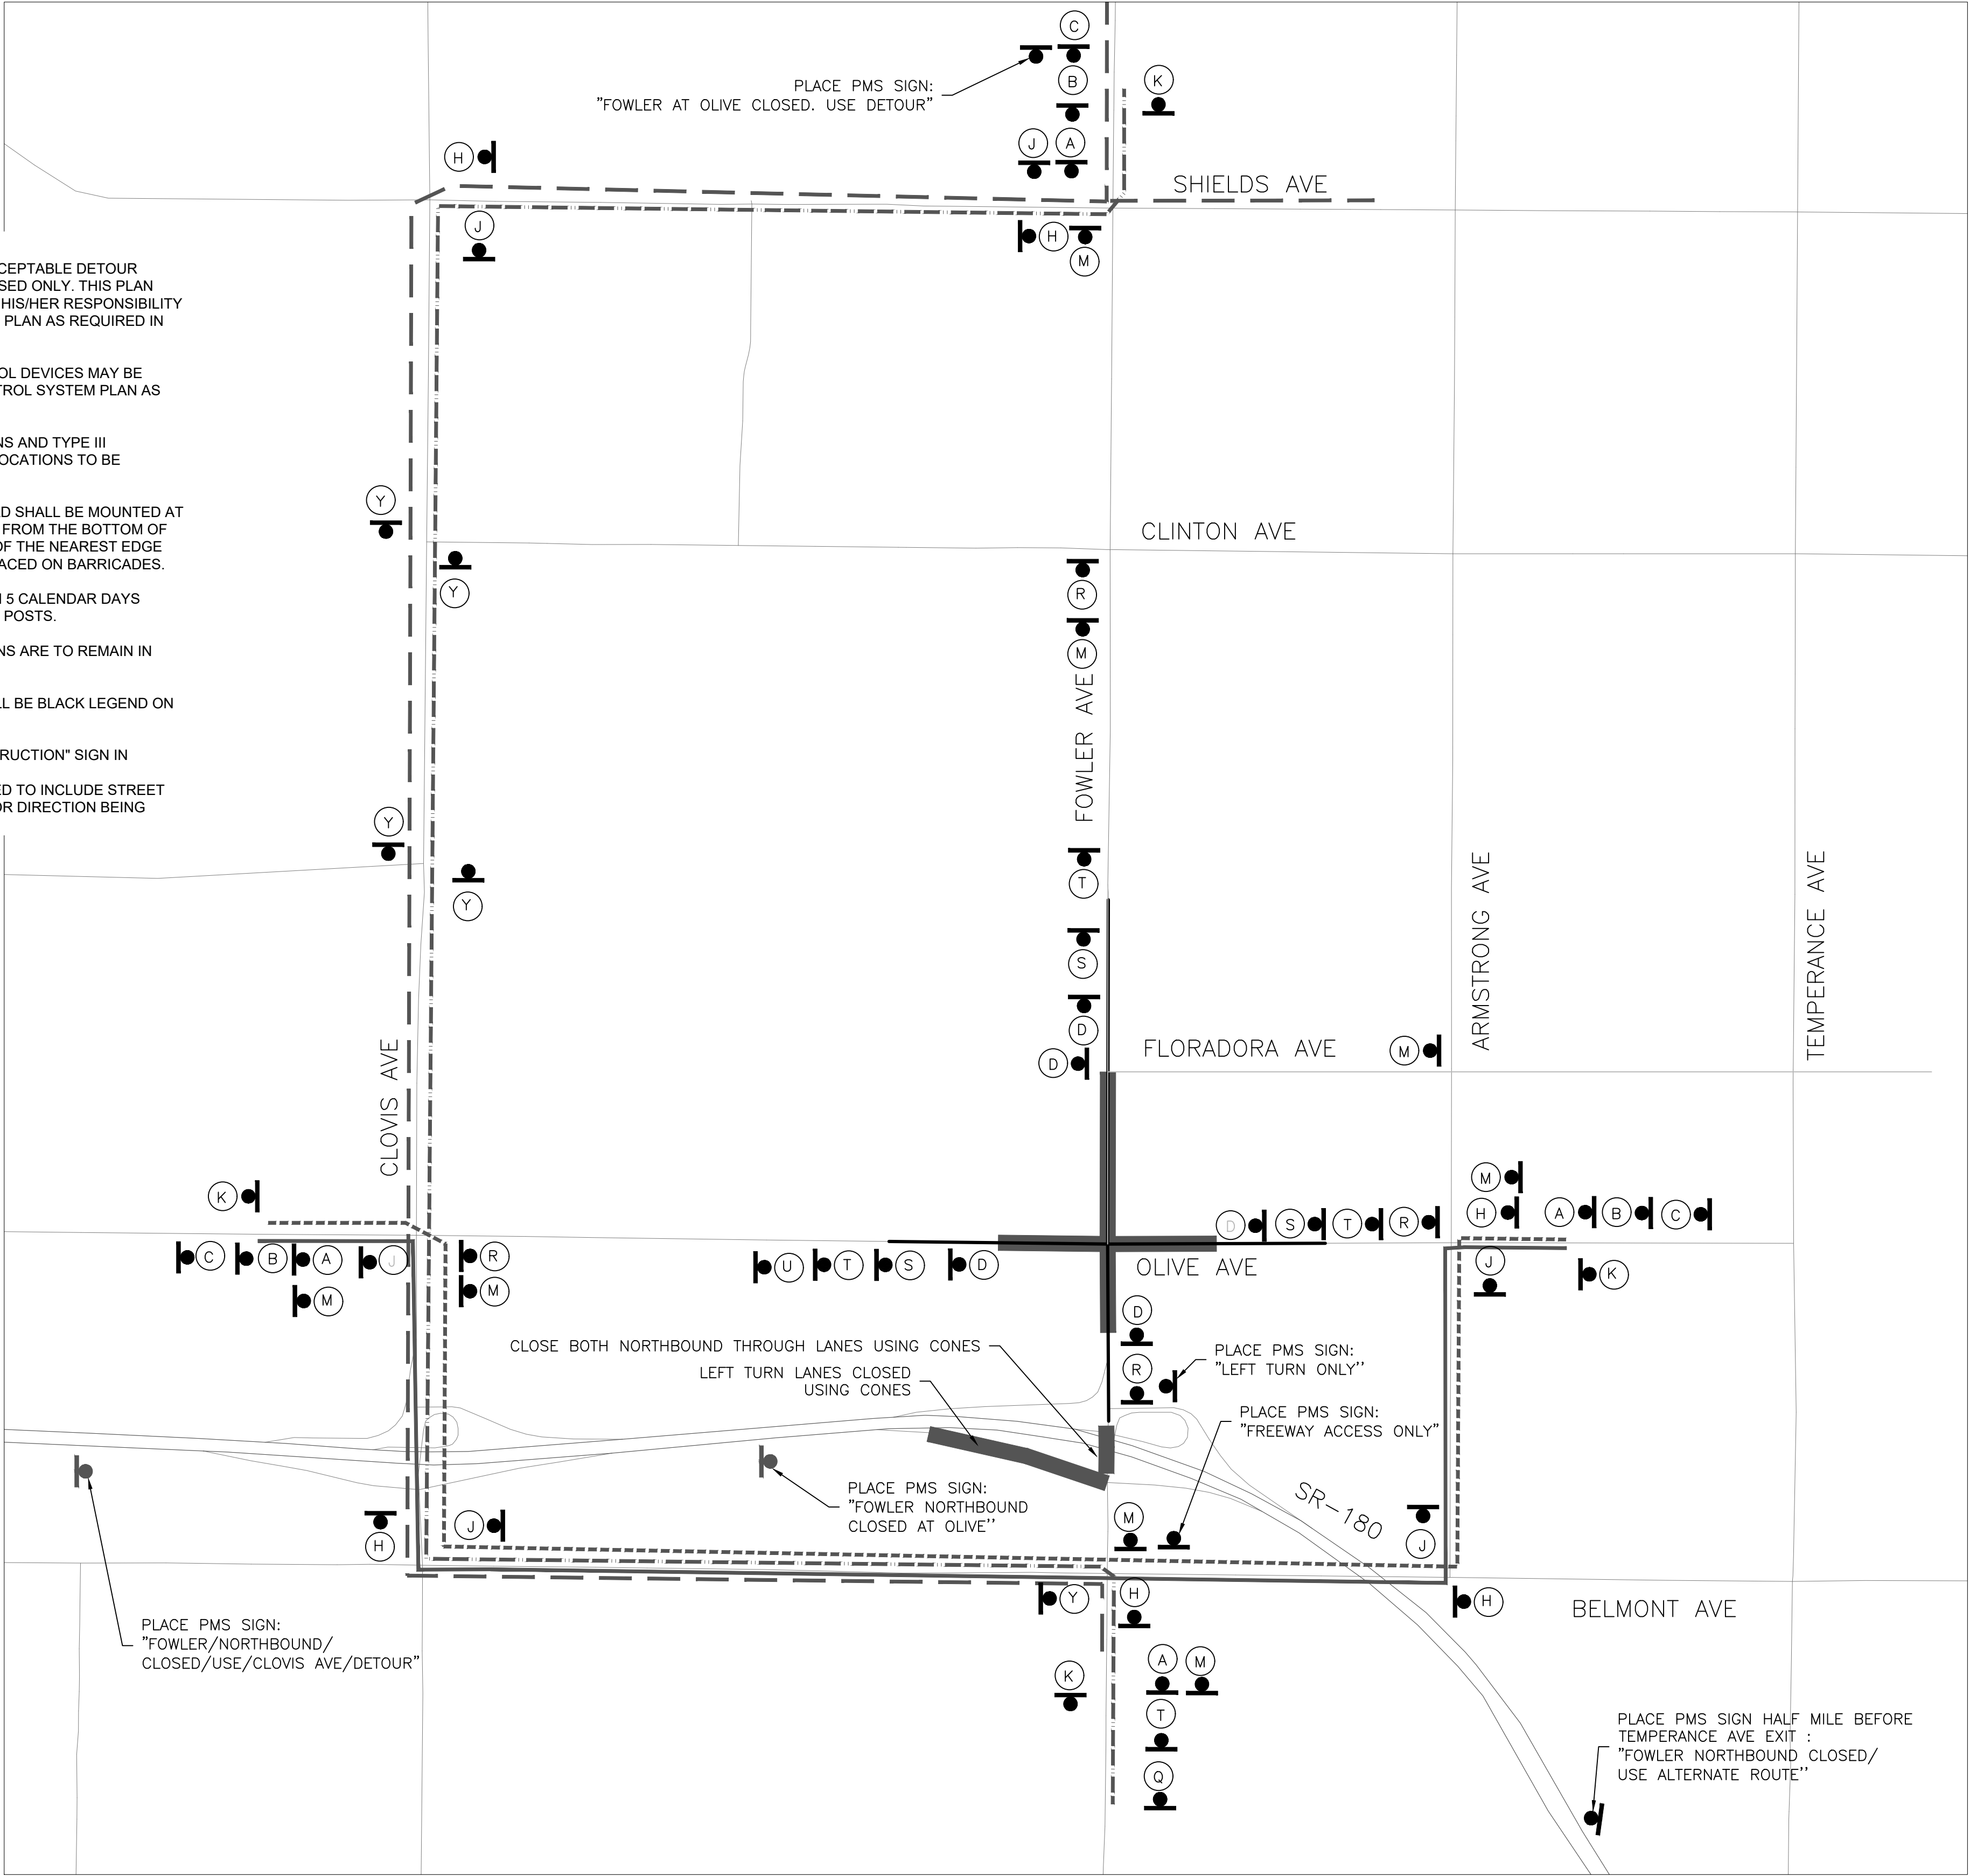 C
PLACE PMS SIGN:
"FOWLER AT OLIVE CLOSED. USE DETOUR"
B
K
H
J
A
SHIELDS AVE
J
H
M
CEPTABLE DETOUR
SED ONLY. THIS PLAN
HIS/HER RESPONSIBILITY
PLAN AS REQUIRED IN
OL DEVICES MAY BE
TROL SYSTEM PLAN AS
NS AND TYPE III
OCATIONS TO BE
D SHALL BE MOUNTED AT
FROM THE BOTTOM OF
OF THE NEAREST EDGE
ACED ON BARRICADES.
5 CALENDAR DAYS
POSTS.
NS ARE TO REMAIN IN
LL BE BLACK LEGEND ON
RUCTION" SIGN IN
ED TO INCLUDE STREET
OR DIRECTION BEING
Y
CLINTON AVE
Y
R
M
FOWLER AVE
Y
Y
T
S
D
D
FLORADORA AVE
M
ARMSTRONG AVE
TEMPERANCE AVE
CLOVIS AVE
K
M
H
A
B
C
D
S
T
R
C
B
A
J
R
M
M
U
T
S
D
OLIVE AVE
J
K
D
CLOSE BOTH NORTHBOUND THROUGH LANES USING CONES
LEFT TURN LANES CLOSED
USING CONES
R
PLACE PMS SIGN:
"LEFT TURN ONLY''
PLACE PMS SIGN:
"FREEWAY ACCESS ONLY"
PLACE PMS SIGN:
"FOWLER NORTHBOUND
CLOSED AT OLIVE''
SR-180
H
J
M
J
Y
H
H
BELMONT AVE
PLACE PMS SIGN:
"FOWLER/NORTHBOUND/
CLOSED/USE/CLOVIS AVE/DETOUR"
K
A
M
T
Q
PLACE PMS SIGN HALF MILE BEFORE
TEMPERANCE AVE EXIT :
"FOWLER NORTHBOUND CLOSED/
USE ALTERNATE ROUTE''